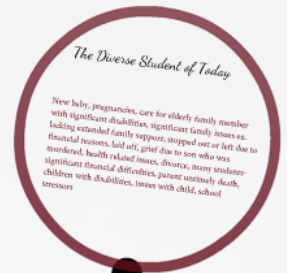 The Diverse Student of Today
New baby, pregnancies, care for elderly family member
with significant disabilities, significant family issues ex.
lacking extended family support, stopped out or left due to
financial reasons, laid off, grief due to son who was
murdered, health related issues, divorce, many students-
significant financial difficulties, parent untimely death,
children with disabilities, issues with child, school
stressors